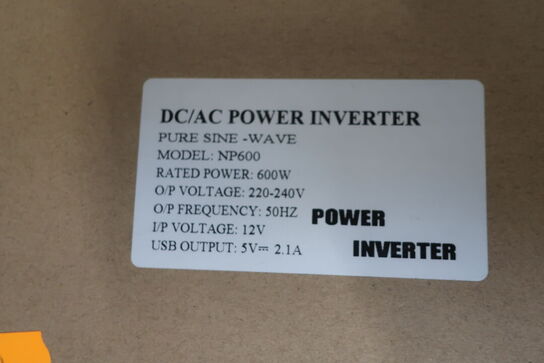 DC/AC POWER INVERTER
PURE SINE -WAVE
MODEL: NP600
RATED POWER: 600W
O/P VOLTAGE: 220-240V
O/P FREQUENCY: 50HZ
I/P VOLTAGE: 12V
USB OUTPUT: 5V⎓ 2.1A
POWER
INVERTER